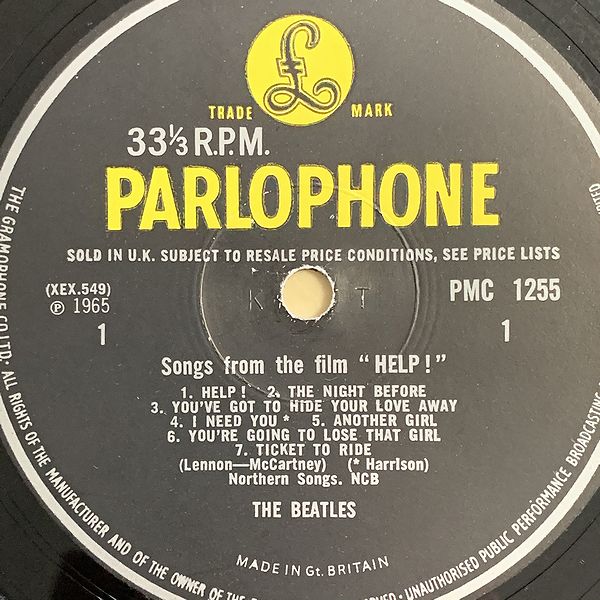 £
TRADE MARK
33⅓ R.P.M.
PARLOPHONE
SOLD IN U.K. SUBJECT TO RESALE PRICE CONDITIONS, SEE PRICE LISTS
K T
(XEX.549)
℗ 1965
PMC 1255
1
1
Songs from the film "HELP!"
1. HELP! 2. THE NIGHT BEFORE
3. YOU'VE GOT TO HIDE YOUR LOVE AWAY
4. I NEED YOU * 5. ANOTHER GIRL
6. YOU'RE GOING TO LOSE THAT GIRL
7. TICKET TO RIDE
(Lennon—McCartney) (* Harrison)
Northern Songs. NCB
THE BEATLES
MADE IN Gt. BRITAIN
THE GRAMOPHONE CO. LTD. ALL RIGHTS OF THE MANUFACTURER AND OF THE OWNER OF THE
UNAUTHORISED PUBLIC PERFORMANCE BROADCASTING